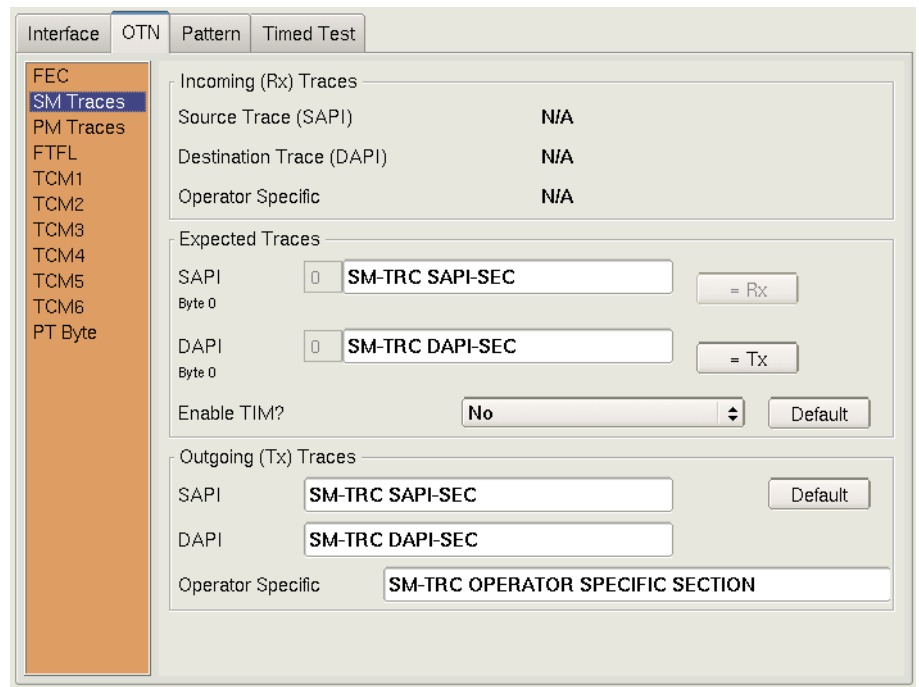 Interface OTN Pattern Timed Test
FEC
SM Traces
PM Traces
FTFL
TCM1
TCM2
TCM3
TCM4
TCM5
TCM6
PT Byte
Incoming (Rx) Traces
Source Trace (SAPI) N/A
Destination Trace (DAPI) N/A
Operator Specific N/A
Expected Traces
SAPI 0 SM-TRC SAPI-SEC = Rx
Byte 0
DAPI 0 SM-TRC DAPI-SEC = Tx
Byte 0
Enable TIM? No Default
Outgoing (Tx) Traces
SAPI SM-TRC SAPI-SEC Default
DAPI SM-TRC DAPI-SEC
Operator Specific SM-TRC OPERATOR SPECIFIC SECTION